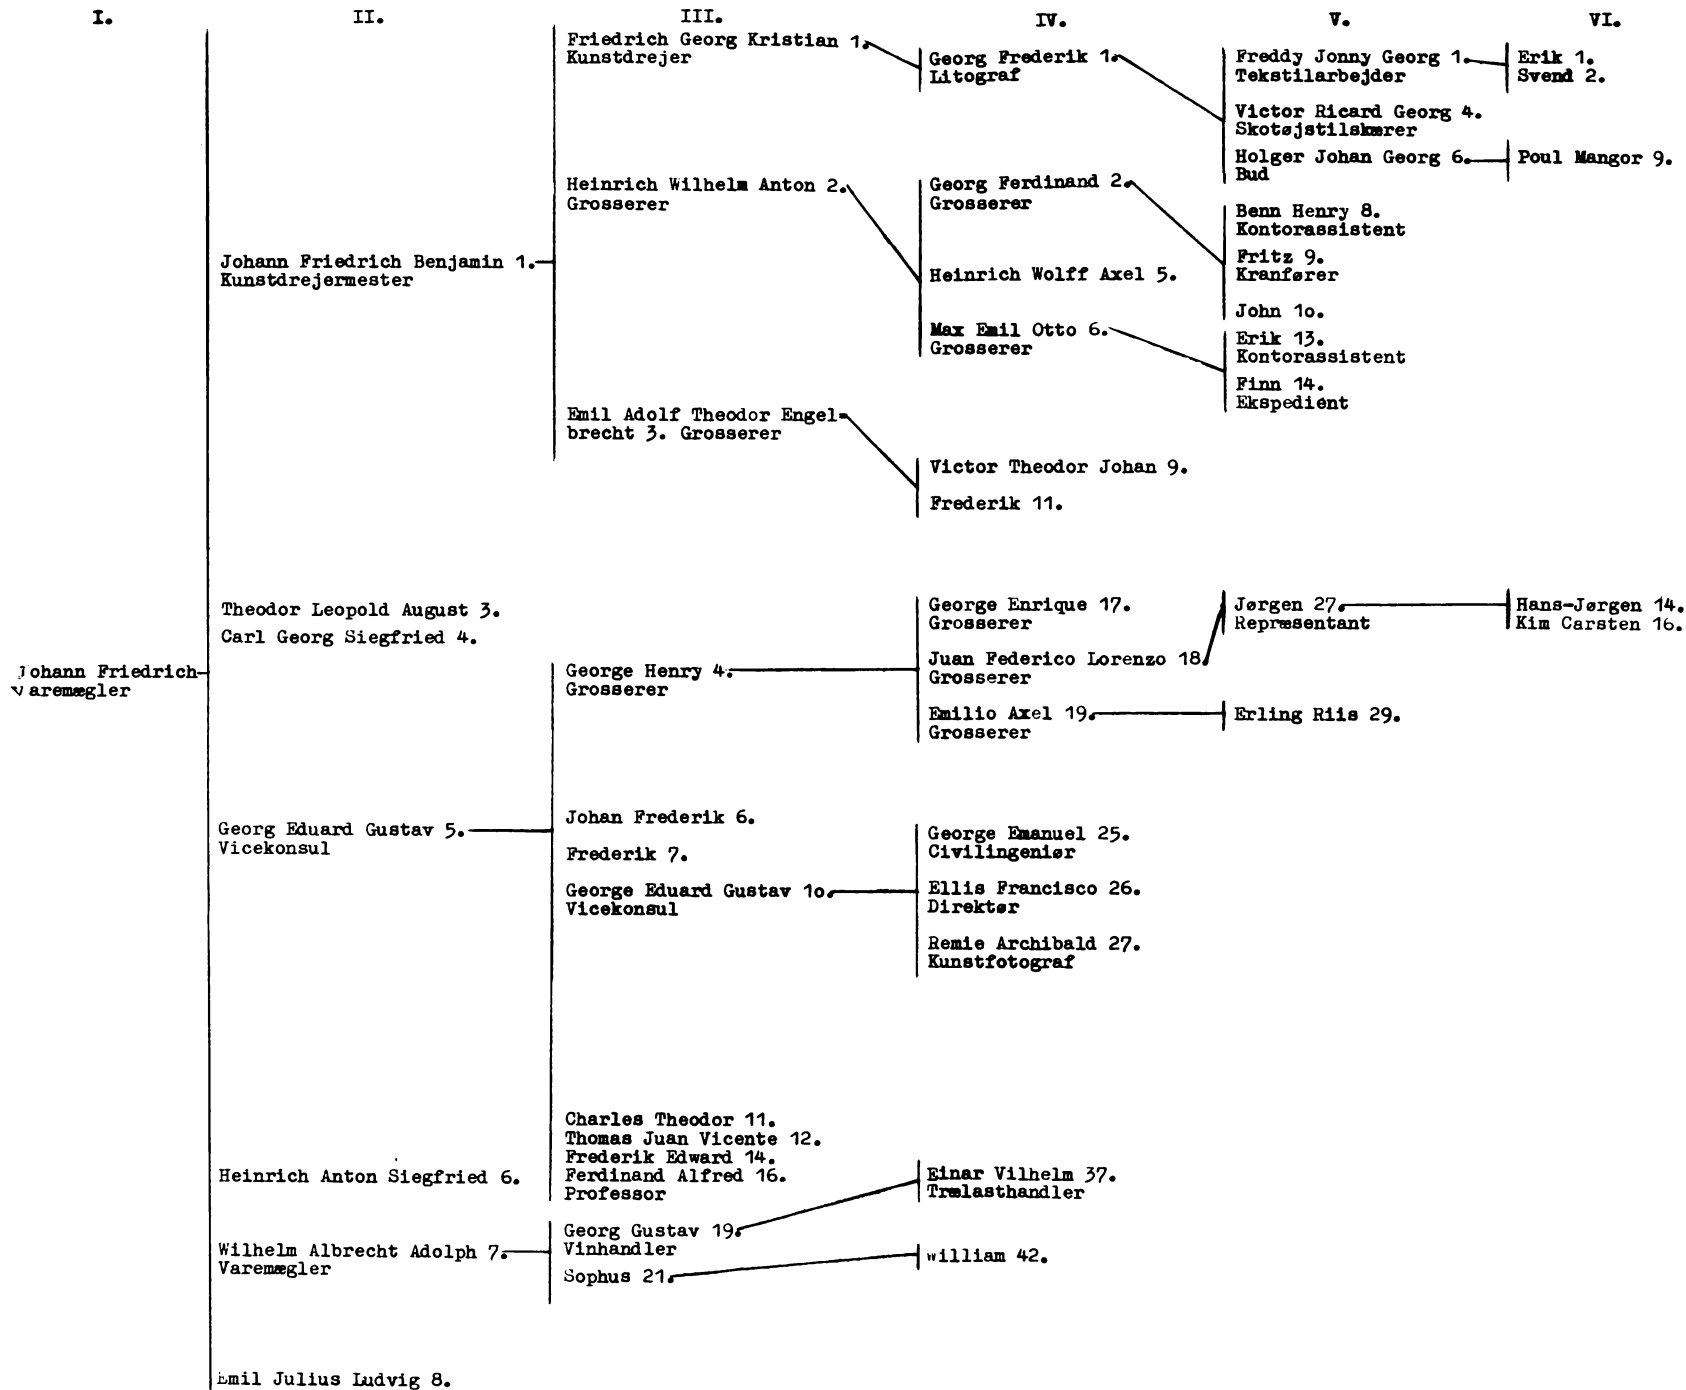 I.
II.
III.
IV.
V.
VI.
Johann Friedrich
Varemægler
Johann Friedrich Benjamin 1.
Kunstdrejermester
Theodor Leopold August 3.
Carl Georg Siegfried 4.
Georg Eduard Gustav 5.
Vicekonsul
Heinrich Anton Siegfried 6.
Wilhelm Albrecht Adolph 7.
Varemægler
Emil Julius Ludvig 8.
Friedrich Georg Kristian 1.
Kunstdrejer
Heinrich Wilhelm Anton 2.
Grosserer
Emil Adolf Theodor Engel-
brecht 3. Grosserer
George Henry 4.
Grosserer
Johan Frederik 6.
Frederik 7.
George Eduard Gustav 1o.
Vicekonsul
Charles Theodor 11.
Thomas Juan Vicente 12.
Frederik Edward 14.
Ferdinand Alfred 16.
Professor
Georg Gustav 19.
Vinhandler
Sophus 21.
Georg Frederik 1.
Litograf
Georg Ferdinand 2.
Grosserer
Heinrich Wolff Axel 5.
Max Emil Otto 6.
Grosserer
Victor Theodor Johan 9.
Frederik 11.
George Enrique 17.
Grosserer
Juan Federico Lorenzo 18.
Grosserer
Emilio Axel 19.
Grosserer
George Emanuel 25.
Civilingeniør
Ellis Francisco 26.
Direktør
Remie Archibald 27.
Kunstfotograf
Einar Vilhelm 37.
Trælasthandler
William 42.
Freddy Jonny Georg 1.
Tekstilarbejder
Victor Ricard Georg 4.
Skotøjstilskærer
Holger Johan Georg 6.
Bud
Benn Henry 8.
Kontorassistent
Fritz 9.
Kranfører
John 1o.
Erik 13.
Kontorassistent
Finn 14.
Ekspedient
Jørgen 27.
Repræsentant
Erling Riis 29.
Erik 1.
Svend 2.
Poul Mangor 9.
Hans-Jørgen 14.
Kim Carsten 16.